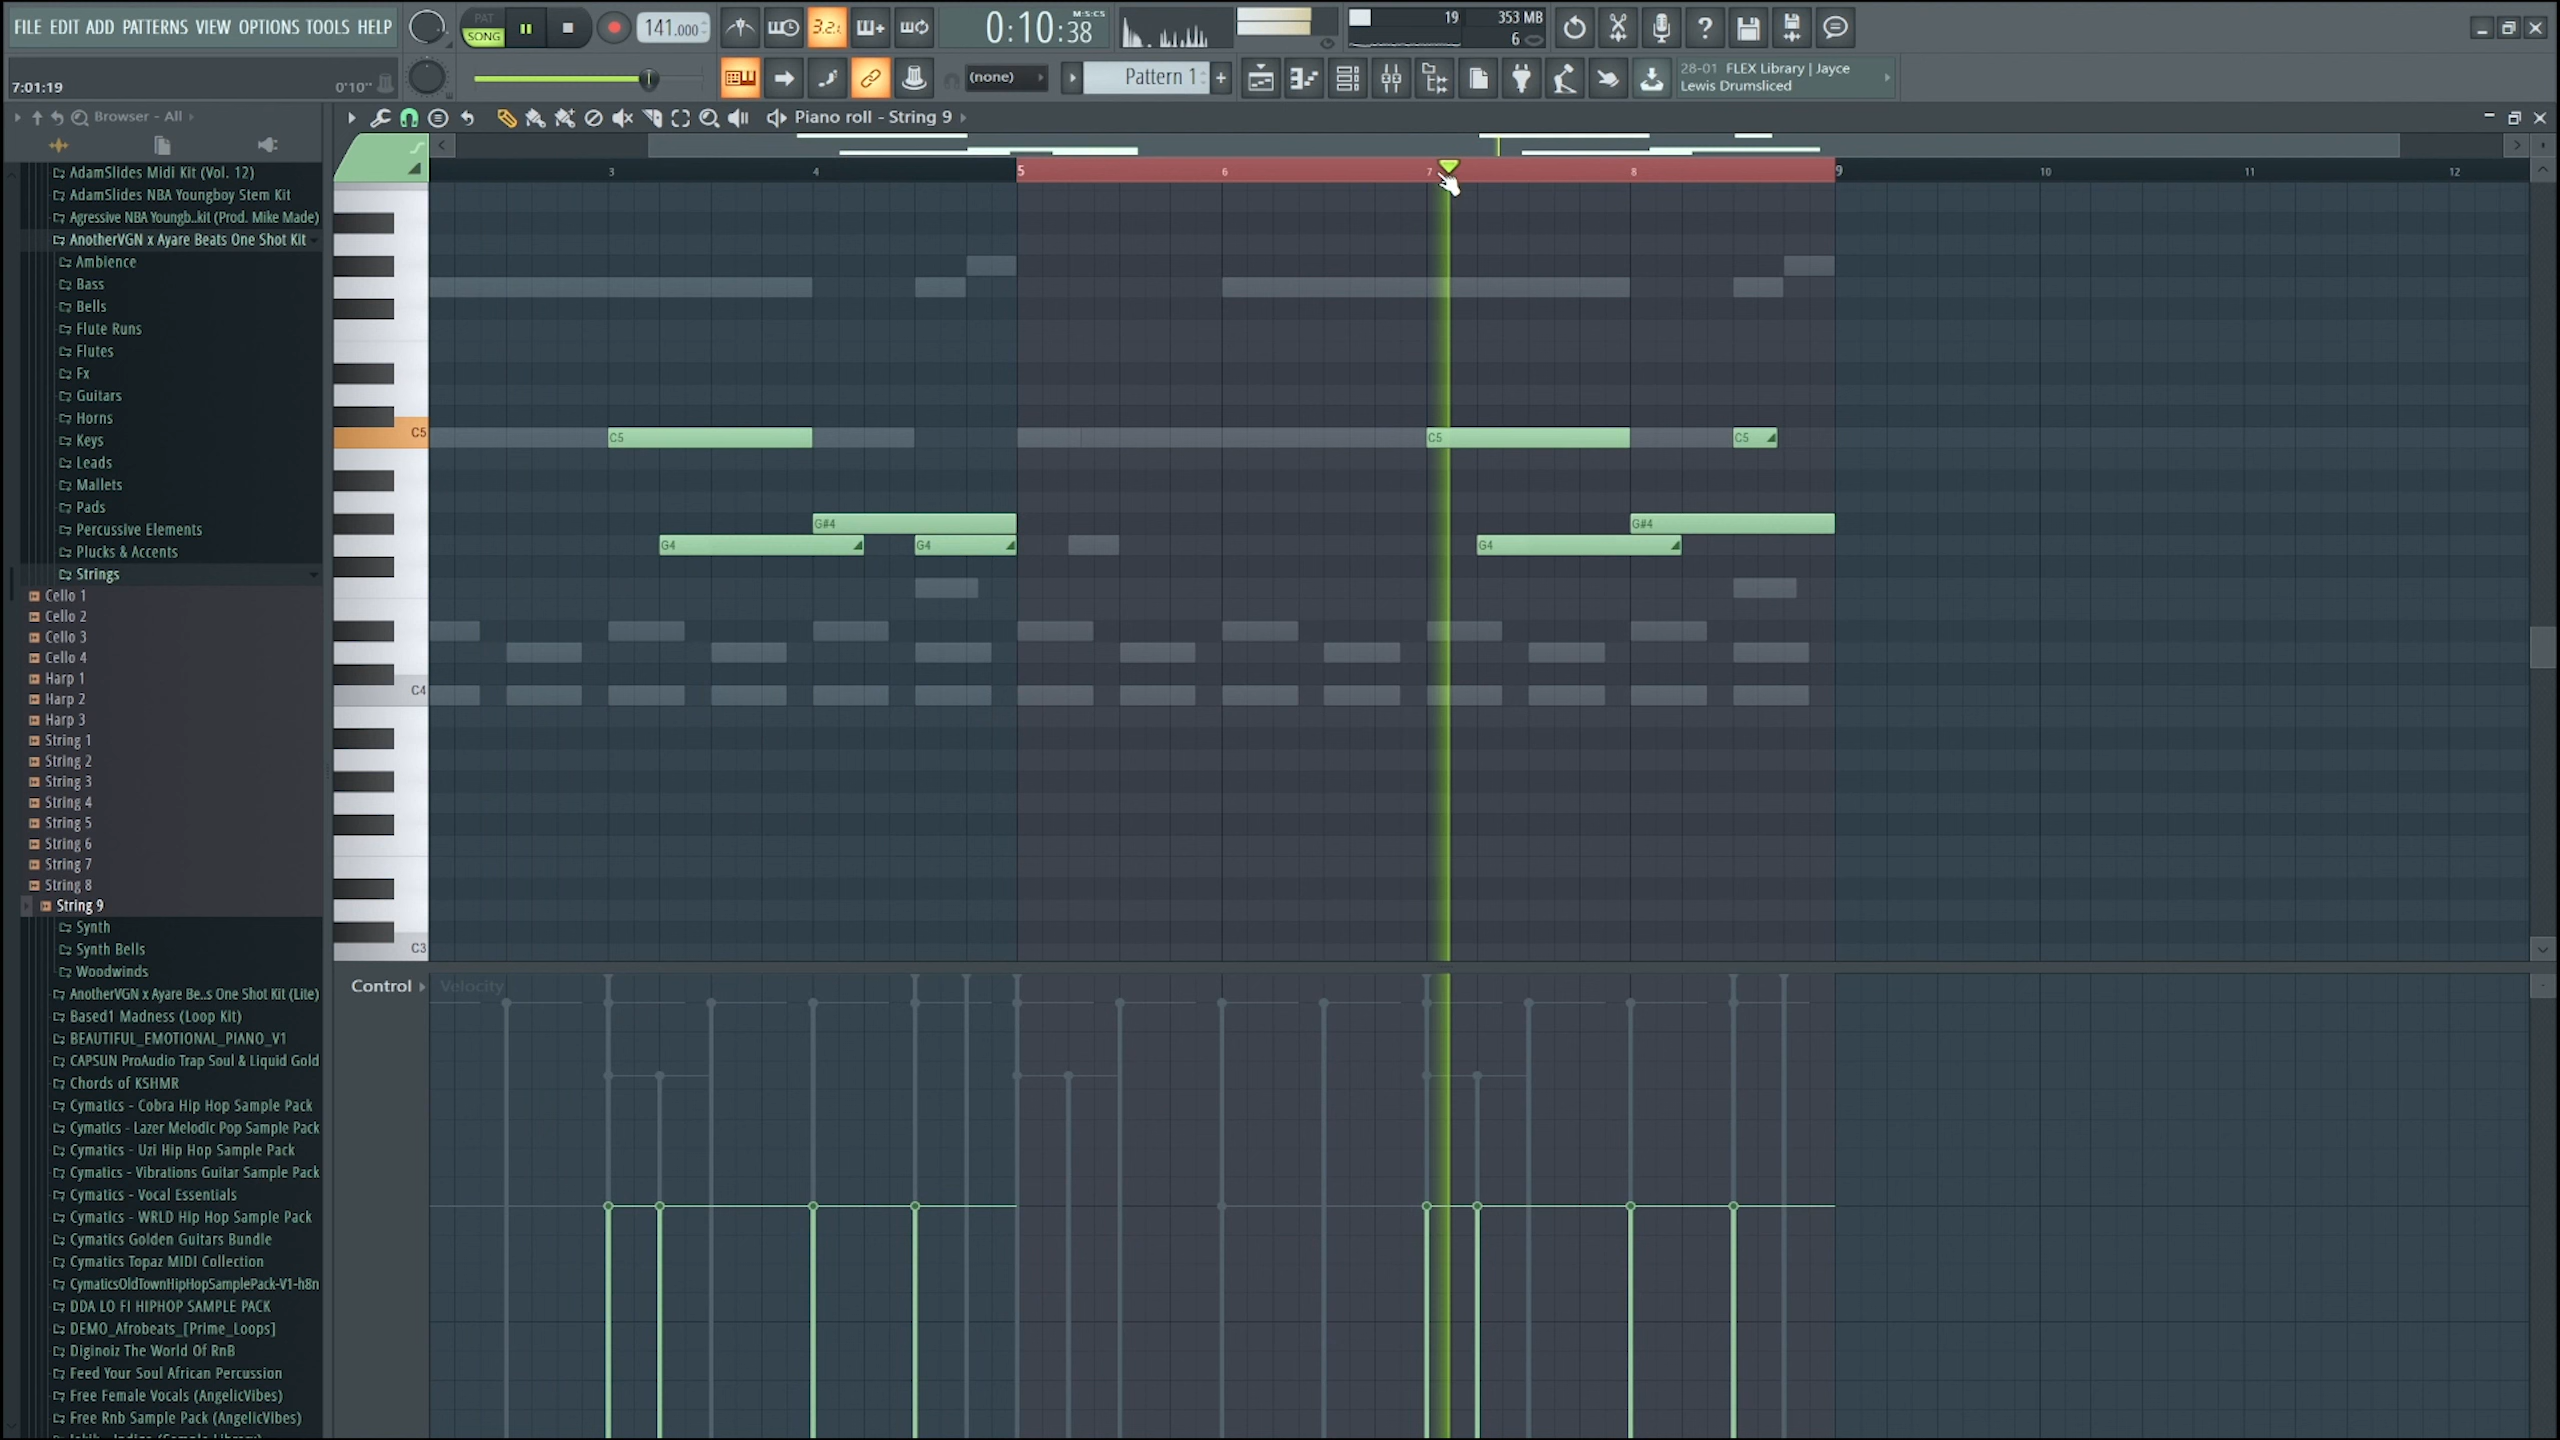 FILE EDIT ADD PATTERNS VIEW OPTIONS TOOLS HELP
PAT
SONG
141.000
3.2.
0:10:38
M:S:CS
19
353 MB
6
7:01:19
0'10''
(none)
Pattern 1
28-01 FLEX Library | Jayce
Lewis Drumsliced
Browser - All
Piano roll - String 9
AdamSlides Midi Kit (Vol. 12)
AdamSlides NBA Youngboy Stem Kit
Agressive NBA Youngb..kit (Prod. Mike Made)
AnotherVGN x Ayare Beats One Shot Kit
Ambience
Bass
Bells
Flute Runs
Flutes
Fx
Guitars
Horns
Keys
Leads
Mallets
Pads
Percussive Elements
Plucks & Accents
Strings
Cello 1
Cello 2
Cello 3
Cello 4
Harp 1
Harp 2
Harp 3
String 1
String 2
String 3
String 4
String 5
String 6
String 7
String 8
String 9
Synth
Synth Bells
Woodwinds
AnotherVGN x Ayare Be..s One Shot Kit (Lite)
Based1 Madness (Loop Kit)
BEAUTIFUL_EMOTIONAL_PIANO_V1
CAPSUN ProAudio Trap Soul & Liquid Gold
Chords of KSHMR
Cymatics - Cobra Hip Hop Sample Pack
Cymatics - Lazer Melodic Pop Sample Pack
Cymatics - Uzi Hip Hop Sample Pack
Cymatics - Vibrations Guitar Sample Pack
Cymatics - Vocal Essentials
Cymatics - WRLD Hip Hop Sample Pack
Cymatics Golden Guitars Bundle
Cymatics Topaz MIDI Collection
CymaticsOldTownHipHopSamplePack-V1-h8n
DDA LO FI HIPHOP SAMPLE PACK
DEMO_Afrobeats_[Prime_Loops]
Diginoiz The World Of RnB
Feed Your Soul African Percussion
Free Female Vocals (AngelicVibes)
Free Rnb Sample Pack (AngelicVibes)
3 4 5 6 7 8 9 10 11 12
C5
C5
C5
C5
G#4
G#4
G4
G4
G4
C4
C3
Control
Velocity